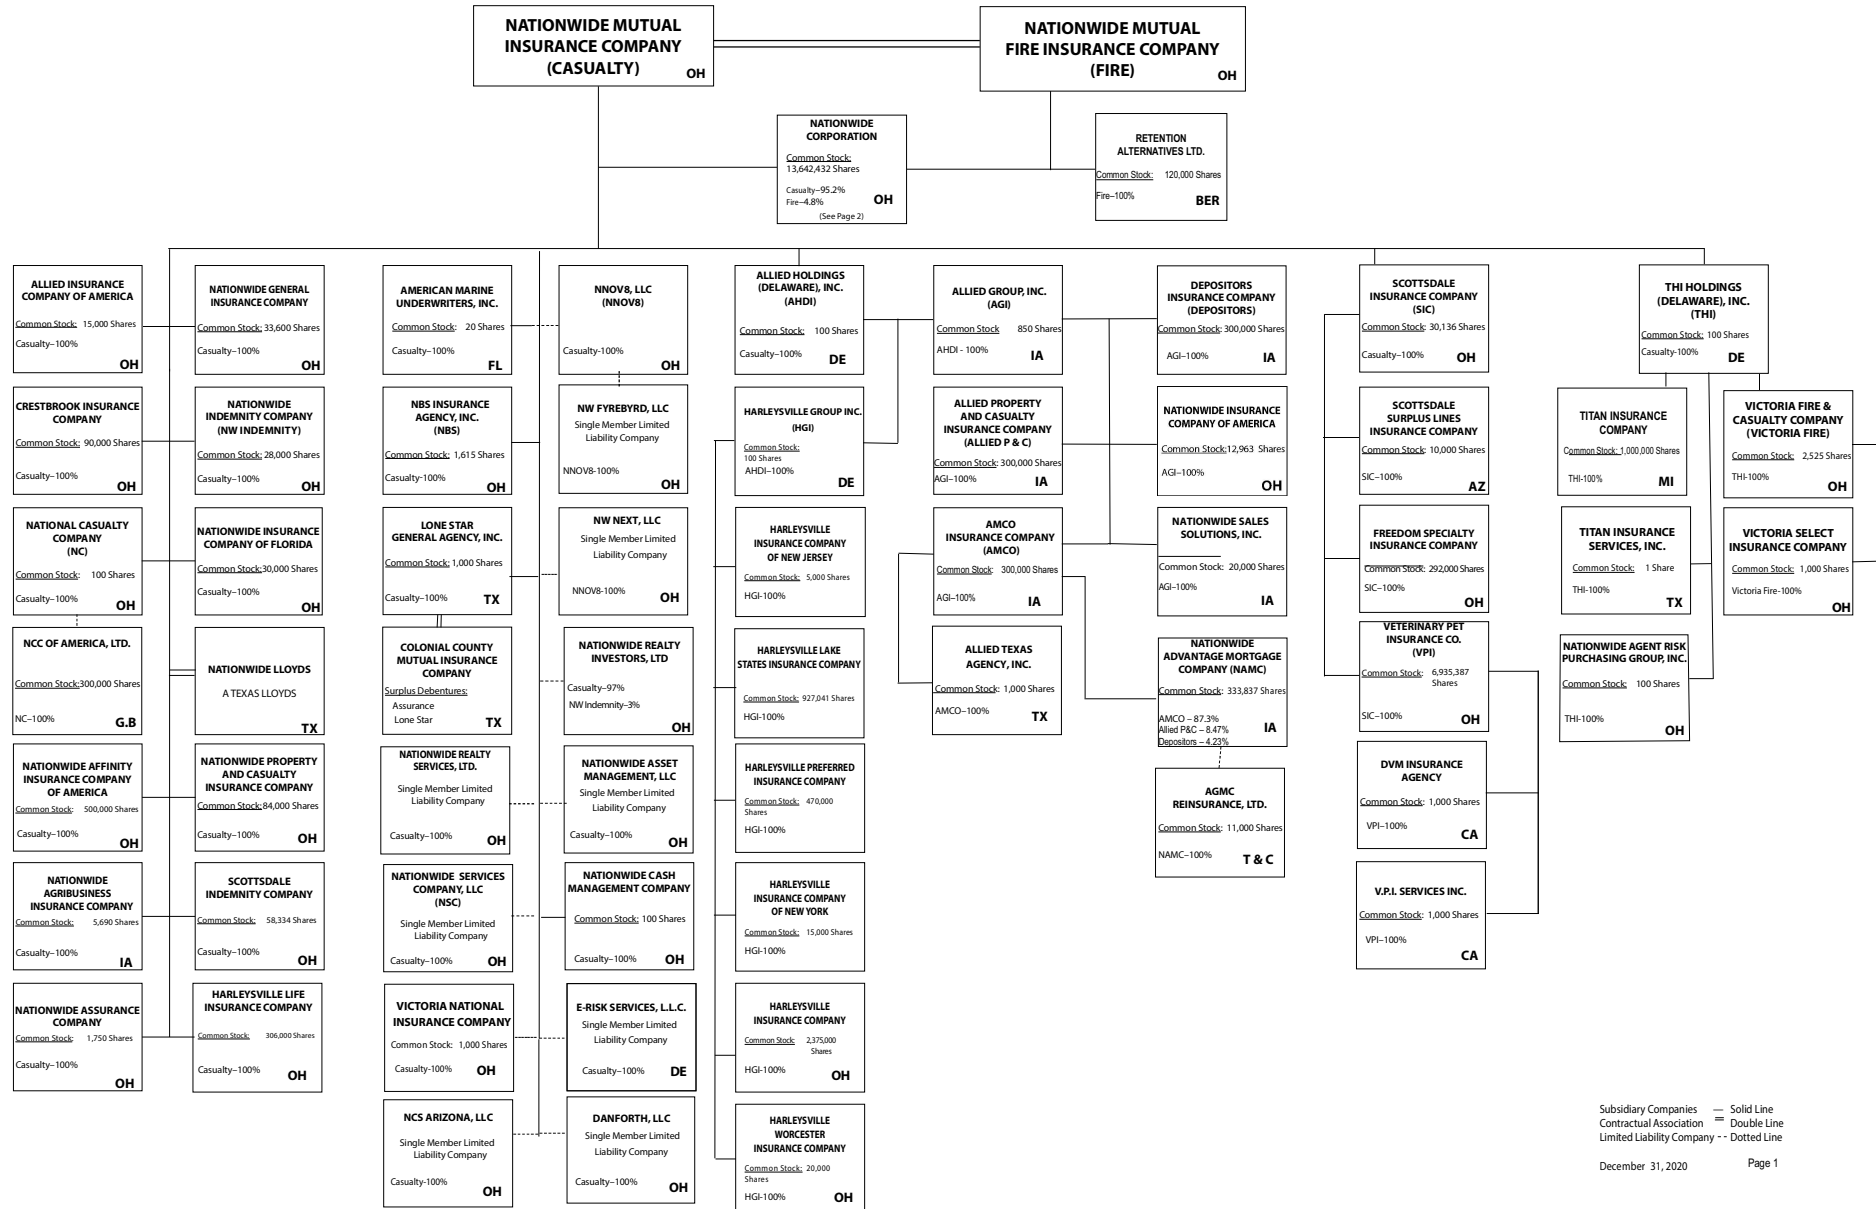 NATIONWIDE MUTUAL
INSURANCE COMPANY
(CASUALTY)
OH
NATIONWIDE MUTUAL
FIRE INSURANCE COMPANY
(FIRE)
OH
NATIONWIDE
CORPORATION
Common Stock:
13,642,432 Shares
Casualty–95.2%
Fire–4.8%
OH
(See Page 2)
RETENTION
ALTERNATIVES LTD.
Common Stock: 120,000 Shares
Fire–100%
BER
ALLIED INSURANCE
COMPANY OF AMERICA
Common Stock: 15,000 Shares
Casualty–100%
OH
CRESTBROOK INSURANCE
COMPANY
Common Stock: 90,000 Shares
Casualty–100%
OH
NATIONAL CASUALTY
COMPANY
(NC)
Common Stock: 100 Shares
Casualty–100%
OH
NCC OF AMERICA, LTD.
Common Stock:300,000 Shares
NC–100%
G.B
NATIONWIDE AFFINITY
INSURANCE COMPANY
OF AMERICA
Common Stock: 500,000 Shares
Casualty–100%
OH
NATIONWIDE
AGRIBUSINESS
INSURANCE COMPANY
Common Stock: 5,690 Shares
Casualty–100%
IA
NATIONWIDE ASSURANCE
COMPANY
Common Stock: 1,750 Shares
Casualty–100%
OH
NATIONWIDE GENERAL
INSURANCE COMPANY
Common Stock: 33,600 Shares
Casualty–100%
OH
NATIONWIDE
INDEMNITY COMPANY
(NW INDEMNITY)
Common Stock: 28,000 Shares
Casualty–100%
OH
NATIONWIDE INSURANCE
COMPANY OF FLORIDA
Common Stock:30,000 Shares
Casualty–100%
OH
NATIONWIDE LLOYDS
A TEXAS LLOYDS
TX
NATIONWIDE PROPERTY
AND CASUALTY
INSURANCE COMPANY
Common Stock:84,000 Shares
Casualty–100%
OH
SCOTTSDALE
INDEMNITY COMPANY
Common Stock: 58,334 Shares
Casualty–100%
OH
HARLEYSVILLE LIFE
INSURANCE COMPANY
Common Stock: 306,000 Shares
Casualty–100%
OH
AMERICAN MARINE
UNDERWRITERS, INC.
Common Stock: 20 Shares
Casualty–100%
FL
NBS INSURANCE
AGENCY, INC.
(NBS)
Common Stock: 1,615 Shares
Casualty-100%
OH
LONE STAR
GENERAL AGENCY, INC.
Common Stock: 1,000 Shares
Casualty–100%
TX
COLONIAL COUNTY
MUTUAL INSURANCE
COMPANY
Surplus Debentures:
Assurance
Lone Star
TX
NATIONWIDE REALTY
SERVICES, LTD.
Single Member Limited
Liability Company
Casualty–100%
OH
NATIONWIDE SERVICES
COMPANY, LLC
(NSC)
Single Member Limited
Liability Company
Casualty–100%
OH
VICTORIA NATIONAL
INSURANCE COMPANY
Common Stock: 1,000 Shares
Casualty-100%
OH
NCS ARIZONA, LLC
Single Member Limited
Liability Company
Casualty-100%
OH
NNOV8, LLC
(NNOV8)
Casualty-100%
OH
NW FYREBYRD, LLC
Single Member Limited
Liability Company
NNOV8-100%
OH
NW NEXT, LLC
Single Member Limited
Liability Company
NNOV8-100%
OH
NATIONWIDE REALTY
INVESTORS, LTD
Casualty–97%
NW Indemnity–3%
OH
NATIONWIDE ASSET
MANAGEMENT, LLC
Single Member Limited
Liability Company
Casualty–100%
OH
NATIONWIDE CASH
MANAGEMENT COMPANY
Common Stock: 100 Shares
Casualty–100%
OH
E-RISK SERVICES, L.L.C.
Single Member Limited
Liability Company
Casualty–100%
DE
DANFORTH, LLC
Single Member Limited
Liability Company
Casualty–100%
OH
ALLIED HOLDINGS
(DELAWARE), INC.
(AHDI)
Common Stock: 100 Shares
Casualty–100%
DE
HARLEYSVILLE GROUP INC.
(HGI)
Common Stock:
100 Shares
AHDI–100%
DE
HARLEYSVILLE
INSURANCE COMPANY
OF NEW JERSEY
Common Stock: 5,000 Shares
HGI-100%
HARLEYSVILLE LAKE
STATES INSURANCE COMPANY
Common Stock: 927,041 Shares
HGI-100%
HARLEYSVILLE PREFERRED
INSURANCE COMPANY
Common Stock: 470,000
Shares
HGI-100%
HARLEYSVILLE
INSURANCE COMPANY
OF NEW YORK
Common Stock: 15,000 Shares
HGI-100%
HARLEYSVILLE
INSURANCE COMPANY
Common Stock: 2,375,000
Shares
HGI-100%
OH
HARLEYSVILLE
WORCESTER
INSURANCE COMPANY
Common Stock: 20,000
Shares
HGI-100%
OH
ALLIED GROUP, INC.
(AGI)
Common Stock 850 Shares
AHDI - 100%
IA
ALLIED PROPERTY
AND CASUALTY
INSURANCE COMPANY
(ALLIED P & C)
Common Stock: 300,000 Shares
AGI–100%
IA
AMCO
INSURANCE COMPANY
(AMCO)
Common Stock: 300,000 Shares
AGI–100%
IA
ALLIED TEXAS
AGENCY, INC.
Common Stock: 1,000 Shares
AMCO–100%
TX
DEPOSITORS
INSURANCE COMPANY
(DEPOSITORS)
Common Stock: 300,000 Shares
AGI–100%
IA
NATIONWIDE INSURANCE
COMPANY OF AMERICA
Common Stock:12,963 Shares
AGI–100%
OH
NATIONWIDE SALES
SOLUTIONS, INC.
Common Stock: 20,000 Shares
AGI–100%
IA
NATIONWIDE
ADVANTAGE MORTGAGE
COMPANY (NAMC)
Common Stock: 333,837 Shares
AMCO – 87.3%
Allied P&C – 8.47%
Depositors – 4.23%
IA
AGMC
REINSURANCE, LTD.
Common Stock: 11,000 Shares
NAMC–100%
T & C
SCOTTSDALE
INSURANCE COMPANY
(SIC)
Common Stock: 30,136 Shares
Casualty–100%
OH
SCOTTSDALE
SURPLUS LINES
INSURANCE COMPANY
Common Stock: 10,000 Shares
SIC–100%
AZ
FREEDOM SPECIALTY
INSURANCE COMPANY
Common Stock: 292,000 Shares
SIC–100%
OH
VETERINARY PET
INSURANCE CO.
(VPI)
Common Stock: 6,935,387
Shares
SIC–100%
OH
DVM INSURANCE
AGENCY
Common Stock: 1,000 Shares
VPI–100%
CA
V.P.I. SERVICES INC.
Common Stock: 1,000 Shares
VPI–100%
CA
THI HOLDINGS
(DELAWARE), INC.
(THI)
Common Stock: 100 Shares
Casualty-100%
DE
TITAN INSURANCE
COMPANY
Common Stock: 1,000,000 Shares
THI-100%
MI
TITAN INSURANCE
SERVICES, INC.
Common Stock: 1 Share
THI-100%
TX
NATIONWIDE AGENT RISK
PURCHASING GROUP, INC.
Common Stock: 100 Shares
THI-100%
OH
VICTORIA FIRE &
CASUALTY COMPANY
(VICTORIA FIRE)
Common Stock: 2,525 Shares
THI-100%
OH
VICTORIA SELECT
INSURANCE COMPANY
Common Stock: 1,000 Shares
Victoria Fire-100%
OH
Subsidiary Companies — Solid Line
Contractual Association = Double Line
Limited Liability Company - - Dotted Line
December 31, 2020 Page 1